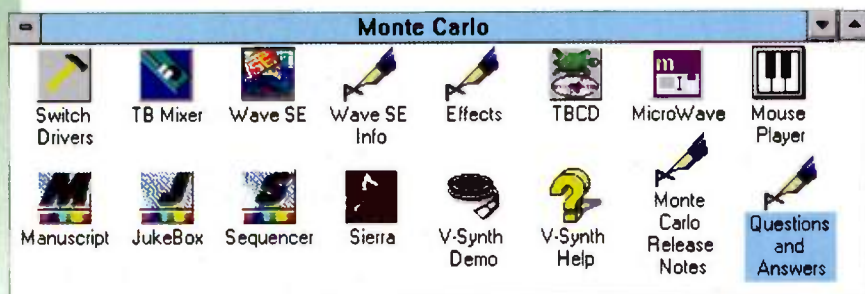 Monte Carlo
Switch Drivers
TB Mixer
Wave SE
Wave SE Info
Effects
TBCD
MicroWave
Mouse Player
Manuscript
JukeBox
Sequencer
Sierra
V-Synth Demo
V-Synth Help
Monte Carlo Release Notes
Questions and Answers